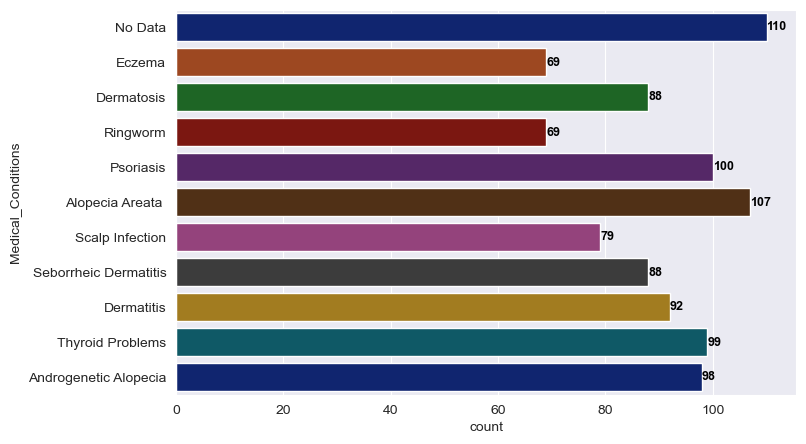 Medical_Conditions
No Data 110
Eczema 69
Dermatosis 88
Ringworm 69
Psoriasis 100
Alopecia Areata 107
Scalp Infection 79
Seborrheic Dermatitis 88
Dermatitis 92
Thyroid Problems 99
Androgenetic Alopecia 98
0 20 40 60 80 100
count